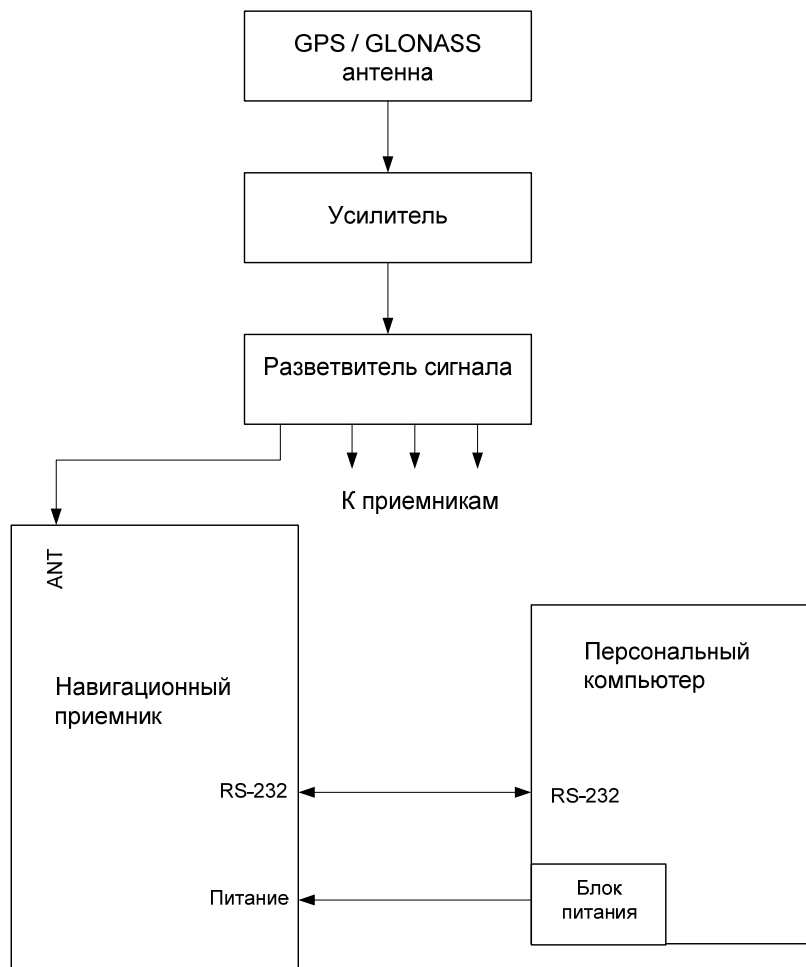 GPS / GLONASS
антенна
Усилитель
Разветвитель сигнала
К приемникам
ANT
Навигационный
приемник
Персональный
компьютер
RS-232
RS-232
Питание
Блок
питания